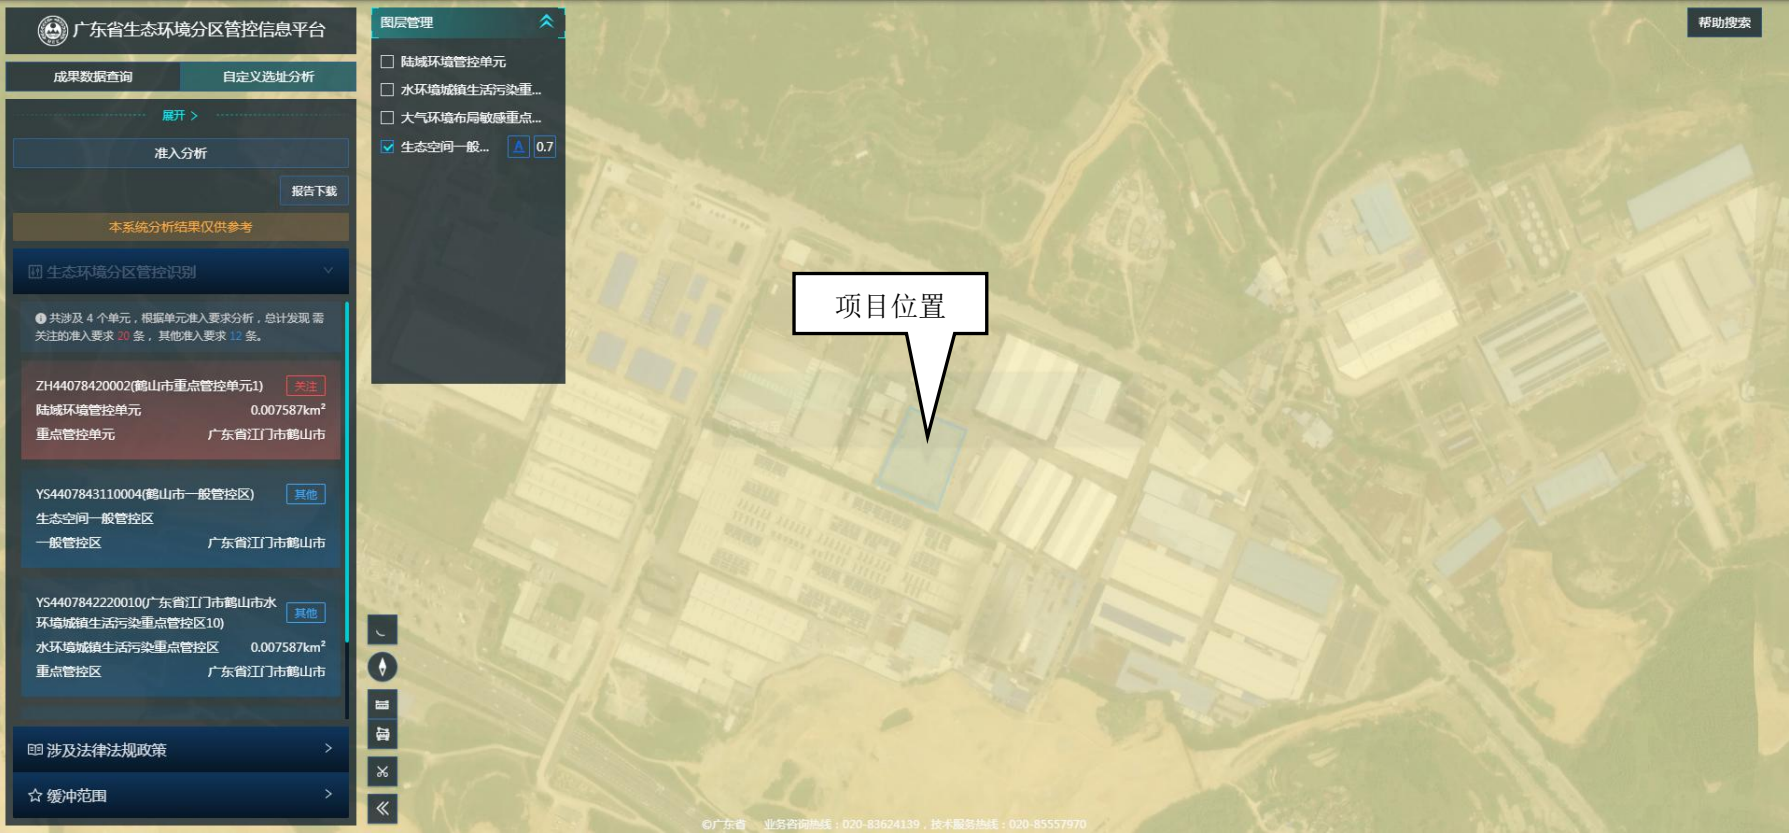 广东省生态环境分区管控信息平台
成果数据查询
自定义选址分析
展开 >
准入分析
报告下载
本系统分析结果仅供参考
生态环境分区管控识别
共涉及 4 个单元，根据单元准入要求分析，总计发现 需
关注的准入要求 20 条， 其他准入要求 12 条。
ZH44078420002(鹤山市重点管控单元1)
关注
陆域环境管控单元
0.007587km²
重点管控单元
广东省江门市鹤山市
YS4407843110004(鹤山市一般管控区)
其他
生态空间一般管控区
一般管控区
广东省江门市鹤山市
YS4407842220010(广东省江门市鹤山市水
环境城镇生活污染重点管控区10)
其他
水环境城镇生活污染重点管控区
0.007587km²
重点管控区
广东省江门市鹤山市
涉及法律法规政策
缓冲范围
图层管理
陆域环境管控单元
水环境城镇生活污染重...
大气环境布局敏感重点...
生态空间一般...
A
0.7
项目位置
帮助搜索
©广东省 业务咨询热线：020-83624139，技术服务热线：020-85557970